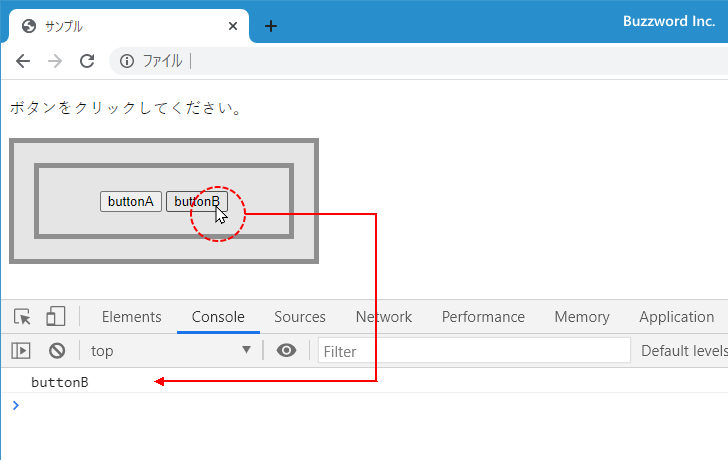 サンプル
Buzzword Inc.
ファイル
ボタンをクリックしてください。
buttonA buttonB
Elements Console Sources Network Performance Memory Application
top Filter Default levels
buttonB